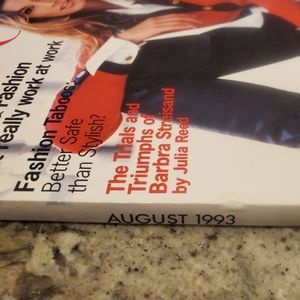 Fashion
really work at work
Fashion Taboos:
Better Safe
than Stylish?
The Trials and
Triumphs of
Barbra Streisand
by Julia Reed
AUGUST 1993